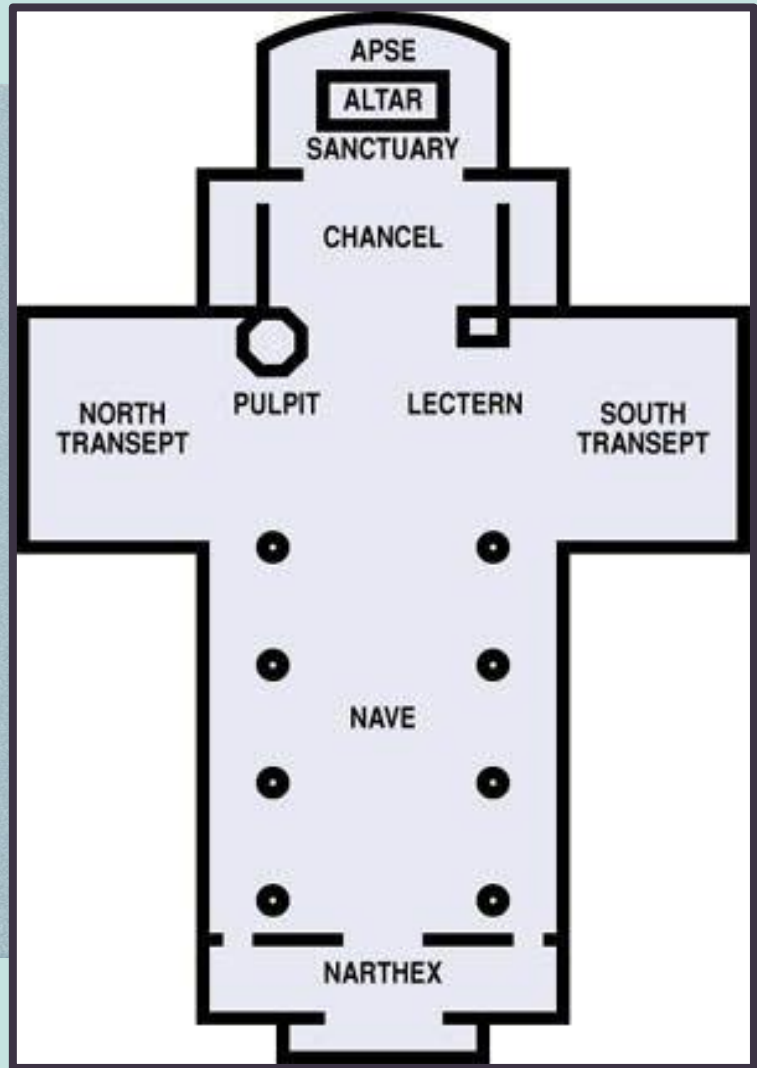 APSE
ALTAR
SANCTUARY
CHANCEL
PULPIT LECTERN
NORTH
TRANSEPT
SOUTH
TRANSEPT
NAVE
NARTHEX